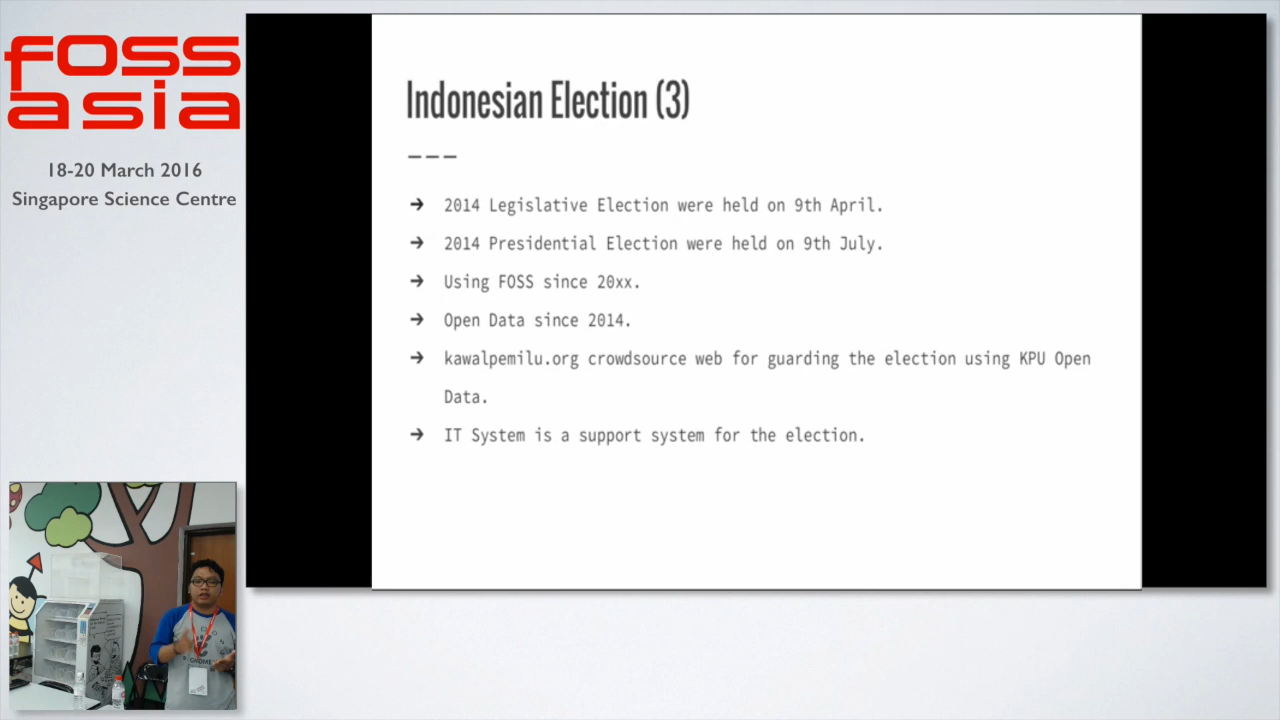 foss
asia
18-20 March 2016
Singapore Science Centre
Indonesian Election (3)
---
➔ 2014 Legislative Election were held on 9th April.
➔ 2014 Presidential Election were held on 9th July.
➔ Using FOSS since 20xx.
➔ Open Data since 2014.
➔ kawalpemilu.org crowdsource web for guarding the election using KPU Open
Data.
➔ IT System is a support system for the election.
GNOME